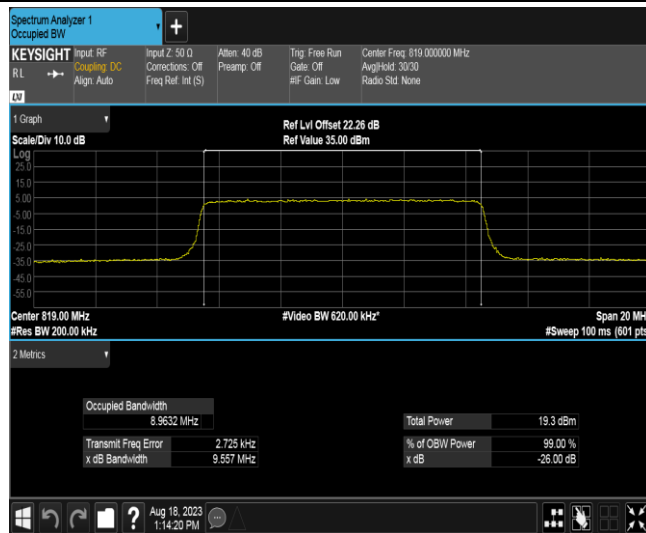 Spectrum Analyzer 1
Occupied BW
+
KEYSIGHT
RL
Input: RF
Coupling: DC
Align: Auto
Input Z: 50 Ω
Corrections: Off
Freq Ref: Int (S)
Atten: 40 dB
Preamp: Off
Trig: Free Run
Gate: Off
#IF Gain: Low
Center Freq: 819.000000 MHz
Avg|Hold: 30/30
Radio Std: None
1 Graph
Scale/Div 10.0 dB
Ref Lvl Offset 22.26 dB
Ref Value 35.00 dBm
Log
25.0
15.0
5.00
-5.00
-15.0
-25.0
-35.0
-45.0
-55.0
Center 819.00 MHz
#Res BW 200.00 kHz
#Video BW 620.00 kHz*
Span 20 MH
#Sweep 100 ms (601 pts
2 Metrics
Occupied Bandwidth
8.9632 MHz
Transmit Freq Error 2.725 kHz
x dB Bandwidth 9.557 MHz
Total Power 19.3 dBm
% of OBW Power 99.00 %
x dB -26.00 dB
?
Aug 18, 2023
1:14:20 PM